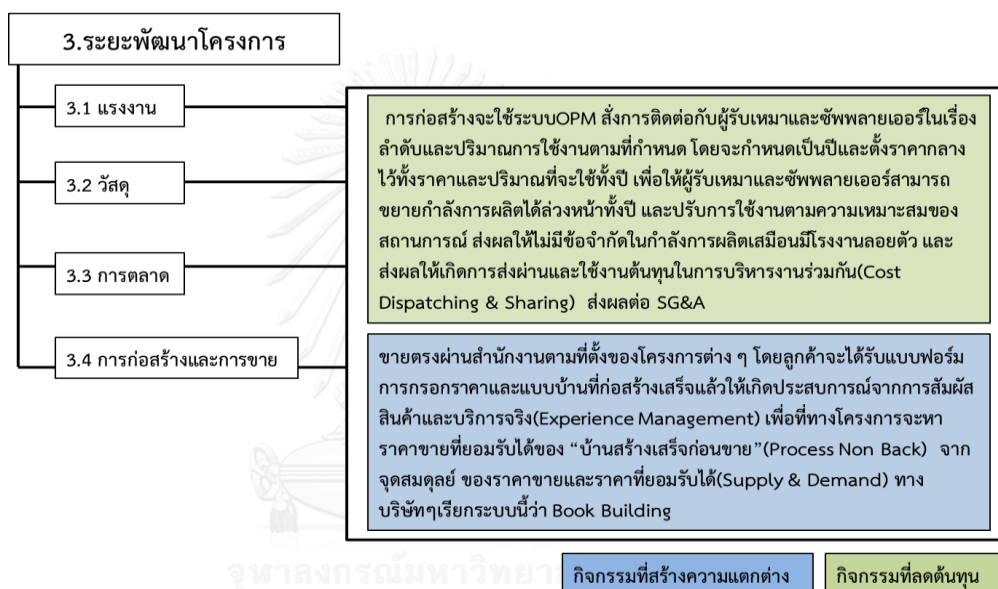 3.ระยะพัฒนาโครงการ
3.1 แรงงาน
3.2 วัสดุ
3.3 การตลาด
3.4 การก่อสร้างและการขาย
การก่อสร้างจะใช้ระบบOPM สั่งการติดต่อกับผู้รับเหมาและซัพพลายเออร์ในเรื่อง
ลำดับและปริมาณการใช้งานตามที่กำหนด โดยจะกำหนดเป็นปีและตั้งราคากลาง
ไว้ทั้งราคาและปริมาณที่จะใช้ทั้งปี เพื่อให้ผู้รับเหมาและซัพพลายเออร์สามารถ
ขยายกำลังการผลิตได้ล่วงหน้าทั้งปี และปรับการใช้งานตามความเหมาะสมของ
สถานการณ์ ส่งผลให้ไม่มีข้อจำกัดในกำลังการผลิตเสมือนมีโรงงานลอยตัว และ
ส่งผลให้เกิดการส่งผ่านและใช้งานต้นทุนในการบริหารงานร่วมกัน(Cost
Dispatching & Sharing) ส่งผลต่อ SG&A
ขายตรงผ่านสำนักงานตามที่ตั้งของโครงการต่าง ๆ โดยลูกค้าจะได้รับแบบฟอร์ม
การกรอกราคาและแบบบ้านที่ก่อสร้างเสร็จแล้วให้เกิดประสบการณ์จากการสัมผัส
สินค้าและบริการจริง(Experience Management) เพื่อที่ทางโครงการจะหา
ราคาขายที่ยอมรับได้ของ “บ้านสร้างเสร็จก่อนขาย”(Process Non Back) จาก
จุดสมดุลย์ ของราคาขายและราคาที่ยอมรับได้(Supply & Demand) ทาง
บริษัทๆเรียกระบบนี้ว่า Book Building
จุฬาลงกรณ์มหาวิทยา
กิจกรรมที่สร้างความแตกต่าง
กิจกรรมที่ลดต้นทุน